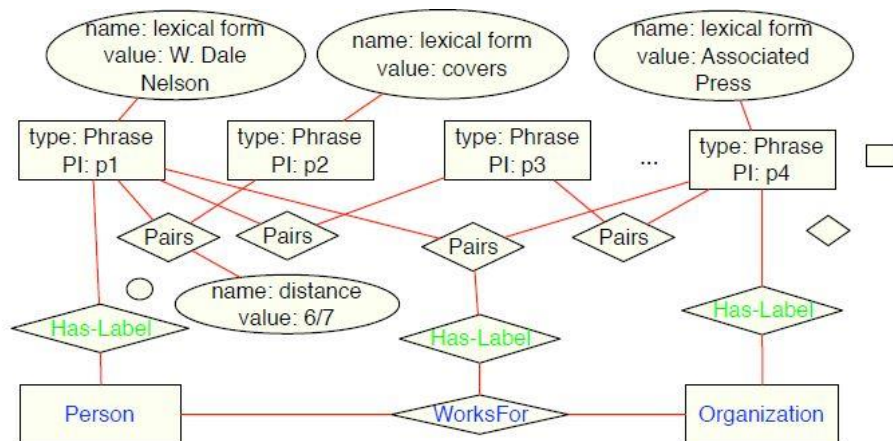 name: lexical form
value: W. Dale
Nelson
name: lexical form
value: covers
name: lexical form
value: Associated
Press
type: Phrase
PI: p1
type: Phrase
PI: p2
type: Phrase
PI: p3
...
type: Phrase
PI: p4
Pairs
Pairs
Pairs
Pairs
name: distance
value: 6/7
Has-Label
Has-Label
Has-Label
Person
WorksFor
Organization